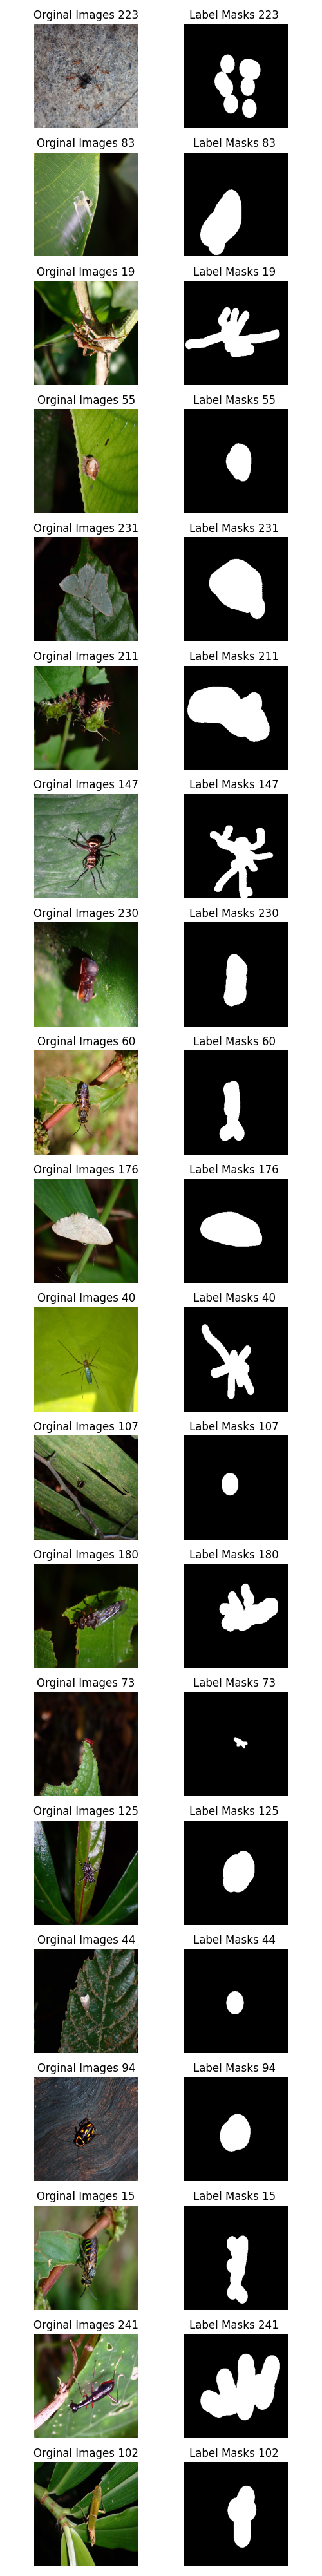 Orginal Images 223 Label Masks 223
Orginal Images 83 Label Masks 83
Orginal Images 19 Label Masks 19
Orginal Images 55 Label Masks 55
Orginal Images 231 Label Masks 231
Orginal Images 211 Label Masks 211
Orginal Images 147 Label Masks 147
Orginal Images 230 Label Masks 230
Orginal Images 60 Label Masks 60
Orginal Images 176 Label Masks 176
Orginal Images 40 Label Masks 40
Orginal Images 107 Label Masks 107
Orginal Images 180 Label Masks 180
Orginal Images 73 Label Masks 73
Orginal Images 125 Label Masks 125
Orginal Images 44 Label Masks 44
Orginal Images 94 Label Masks 94
Orginal Images 15 Label Masks 15
Orginal Images 241 Label Masks 241
Orginal Images 102 Label Masks 102